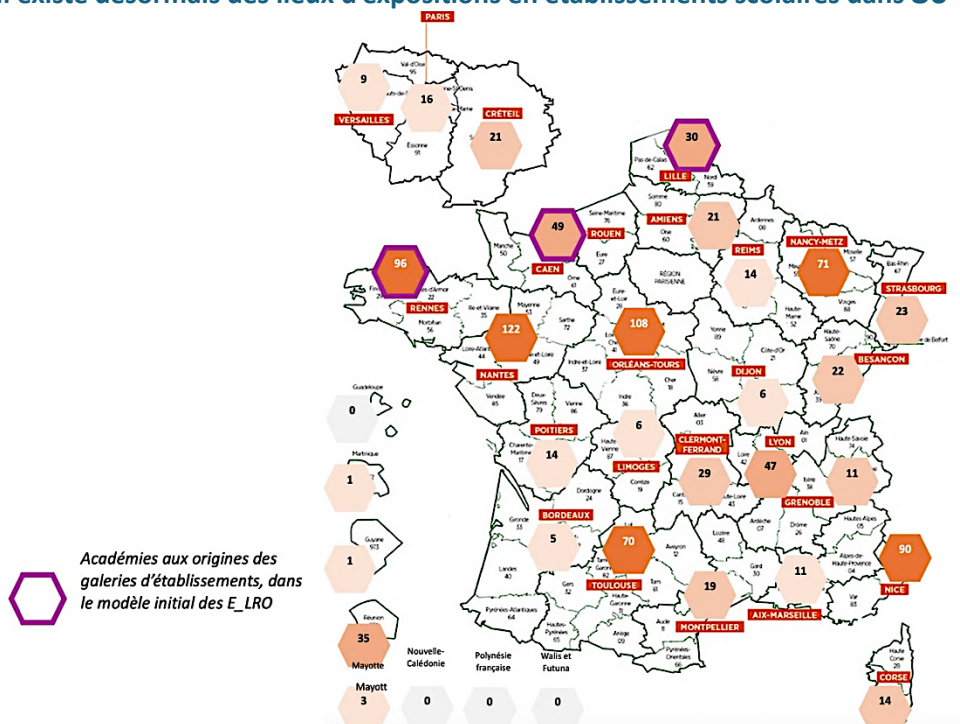 Il existe désormais des lieux d'expositions en établissements scolaires dans 30
PARIS
Val-d'Oise
95
9
16
VERSAILLES
CRÉTEIL
21
Essonne
91
30
Pas-de-Calais
62
LILLE
Nord
59
Somme
80
Seine-Maritime
76
49
ROUEN
AMIENS
21
Ardennes
08
Oise
60
REIMS
NANCY-METZ
Moselle
57
Manche
50
Eure
27
CAEN
Orne
61
14
71
Bas-Rhin
67
STRASBOURG
96
RÉGION
PARISIENNE
22
RENNES
Ille-et-Vilaine
35
Mayenne
53
Eure-
et-Loir
28
Vosges
88
23
Haute-
Marne
52
Morbihan
56
122
Sarthe
72
108
Yonne
89
Haute-
Saône
70
de Belfort
Loire-Atlant
44
49
Indre-et-Loire
37
Côte-d'Or
21
BESANÇON
NANTES
ORLÉANS-TOURS
Nièvre
58
DIJON
22
Cher
18
Guadeloupe
0
Vendée
85
Deux-
Sèvres
79
Vienne
86
Indre
36
6
Allier
03
POITIERS
6
CLERMONT-
FERRAND
LYON
Ain
01
Haute-Savoie
74
Charente-
Maritime
17
14
Haute
Vienne
87
Loire
42
47
11
Martinique
1
LIMOGES
29
Isère
38
Corrèze
19
GRENOBLE
Dordogne
24
Cantal
15
Haute-Loire
43
BORDEAUX
Gironde
33
Ardèche
07
Drôme
26
Hautes-Alpes
05
Guyane
973
5
Lot
70
Aveyron
12
Lozère
48
90
1
Académies aux origines des
galeries d'établissements, dans
le modèle initial des E_LRO
Landes
40
Tarn-
Garonne
82
Gard
30
11
Alpes-de-
Haute-Provence
04
Gers
32
TOULOUSE
Tarn
81
19
NICE
Haute-
Garonne
31
AIX-MARSEILLE
Var
83
Réunion
Pyrénées-Atlantiques
64
MONTPELLIER
Hautes-
Pyrénées
65
Ariège
09
Aude
11
35
Pyrénées-
Orientales
66
Haute
Corse
2B
Mayotte
Nouvelle-
Calédonie
Polynésie
française
Walis et
Futuna
CORSE
Mayott
3
0
0
0
14